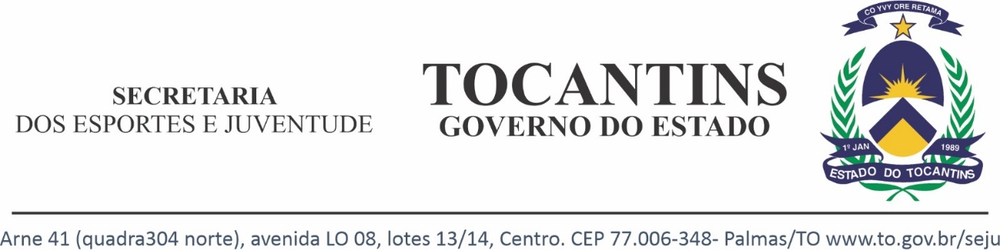 SECRETARIA
DOS ESPORTES E JUVENTUDE
TOCANTINS
GOVERNO DO ESTADO
CO YVY ORE RETAMA
1º JAN 1989
ESTADO DO TOCANTINS
Arne 41 (quadra304 norte), avenida LO 08, lotes 13/14, Centro. CEP 77.006-348- Palmas/TO www.to.gov.br/seju